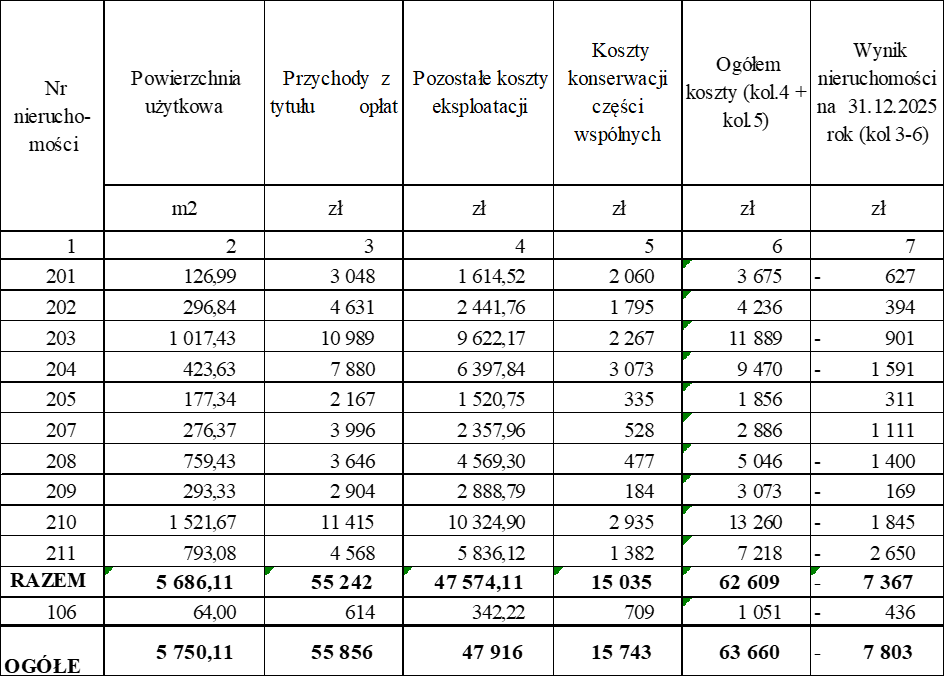 Nr nierucho-mości | Powierzchnia użytkowa | Przychody z tytułu opłat | Pozostałe koszty eksploatacji | Koszty konserwacji części wspólnych | Ogółem koszty (kol.4 + kol.5) | Wynik nieruchomości na 31.12.2025 rok (kol 3-6)
m2 | zł | zł | zł | zł | zł
1 | 2 | 3 | 4 | 5 | 6 | 7
201 | 126,99 | 3 048 | 1 614,52 | 2 060 | 3 675 | - 627
202 | 296,84 | 4 631 | 2 441,76 | 1 795 | 4 236 | 394
203 | 1 017,43 | 10 989 | 9 622,17 | 2 267 | 11 889 | - 901
204 | 423,63 | 7 880 | 6 397,84 | 3 073 | 9 470 | - 1 591
205 | 177,34 | 2 167 | 1 520,75 | 335 | 1 856 | 311
207 | 276,37 | 3 996 | 2 357,96 | 528 | 2 886 | 1 111
208 | 759,43 | 3 646 | 4 569,30 | 477 | 5 046 | - 1 400
209 | 293,33 | 2 904 | 2 888,79 | 184 | 3 073 | - 169
210 | 1 521,67 | 11 415 | 10 324,90 | 2 935 | 13 260 | - 1 845
211 | 793,08 | 4 568 | 5 836,12 | 1 382 | 7 218 | - 2 650
RAZEM | 5 686,11 | 55 242 | 47 574,11 | 15 035 | 62 609 | - 7 367
106 | 64,00 | 614 | 342,22 | 709 | 1 051 | - 436
OGÓŁE | 5 750,11 | 55 856 | 47 916 | 15 743 | 63 660 | - 7 803